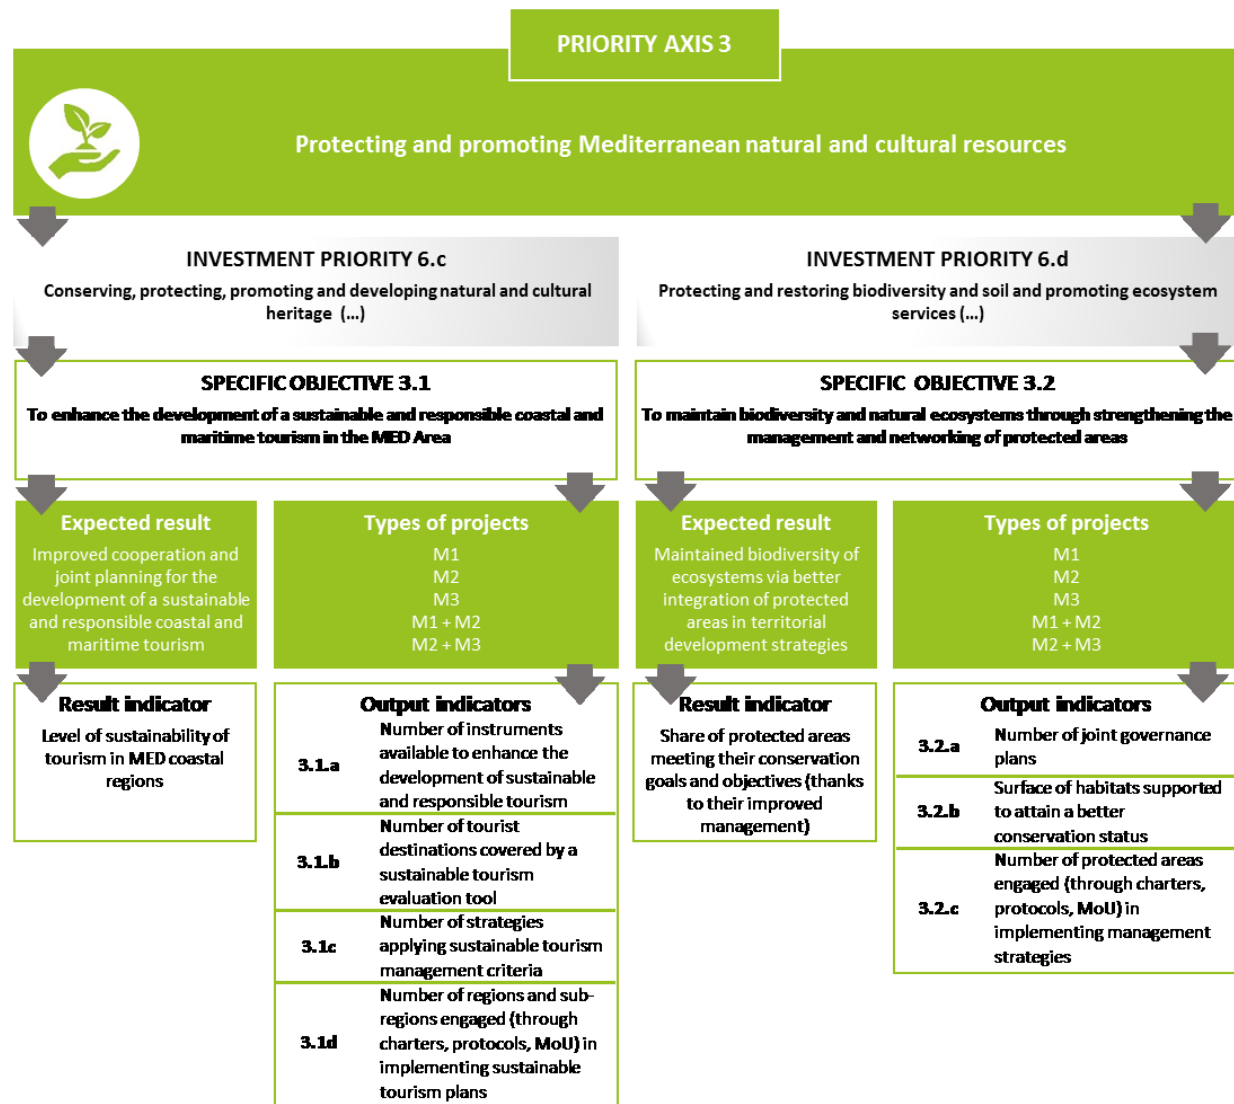 PRIORITY AXIS 3
Protecting and promoting Mediterranean natural and cultural resources
INVESTMENT PRIORITY 6.c
Conserving, protecting, promoting and developing natural and cultural
heritage (...)
INVESTMENT PRIORITY 6.d
Protecting and restoring biodiversity and soil and promoting ecosystem
services (...)
SPECIFIC OBJECTIVE 3.1
To enhance the development of a sustainable and responsible coastal and
maritime tourism in the MED Area
SPECIFIC OBJECTIVE 3.2
To maintain biodiversity and natural ecosystems through strengthening the
management and networking of protected areas
Expected result
Improved cooperation and
joint planning for the
development of a sustainable
and responsible coastal and
maritime tourism
Types of projects
M1
M2
M3
M1 + M2
M2 + M3
Expected result
Maintained biodiversity of
ecosystems via better
integration of protected
areas in territorial
development strategies
Types of projects
M1
M2
M3
M1 + M2
M2 + M3
Result indicator
Level of sustainability of
tourism in MED coastal
regions
Output indicators
3.1.a
Number of instruments
available to enhance the
development of sustainable
and responsible tourism
3.1.b
Number of tourist
destinations covered by a
sustainable tourism
evaluation tool
3.1c
Number of strategies
applying sustainable tourism
management criteria
3.1d
Number of regions and sub-
regions engaged (through
charters, protocols, MoU) in
implementing sustainable
tourism plans
Result indicator
Share of protected areas
meeting their conservation
goals and objectives (thanks
to their improved
management)
Output indicators
3.2.a
Number of joint governance
plans
3.2.b
Surface of habitats supported
to attain a better
conservation status
3.2.c
Number of protected areas
engaged (through charters,
protocols, MoU) in
implementing management
strategies